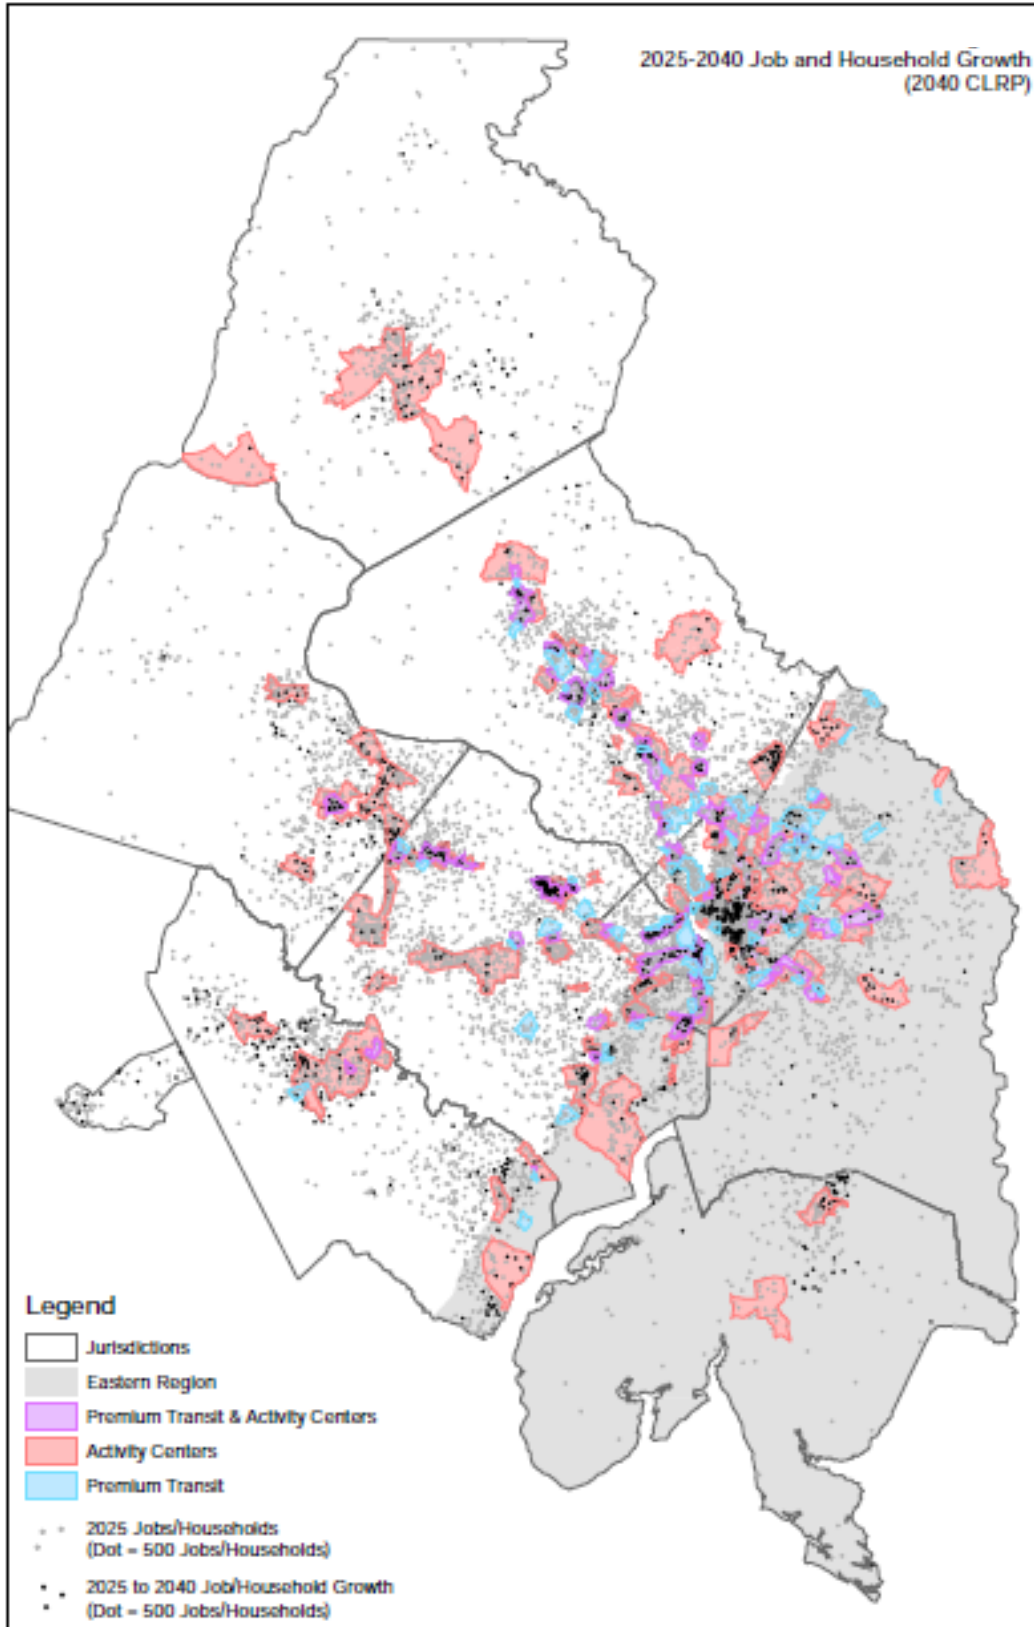 2025-2040 Job and Household Growth
(2040 CLRP)
Legend
Jurisdictions
Eastern Region
Premium Transit & Activity Centers
Activity Centers
Premium Transit
2025 Jobs/Households
(Dot = 500 Jobs/Households)
2025 to 2040 Job/Household Growth
(Dot = 500 Jobs/Households)